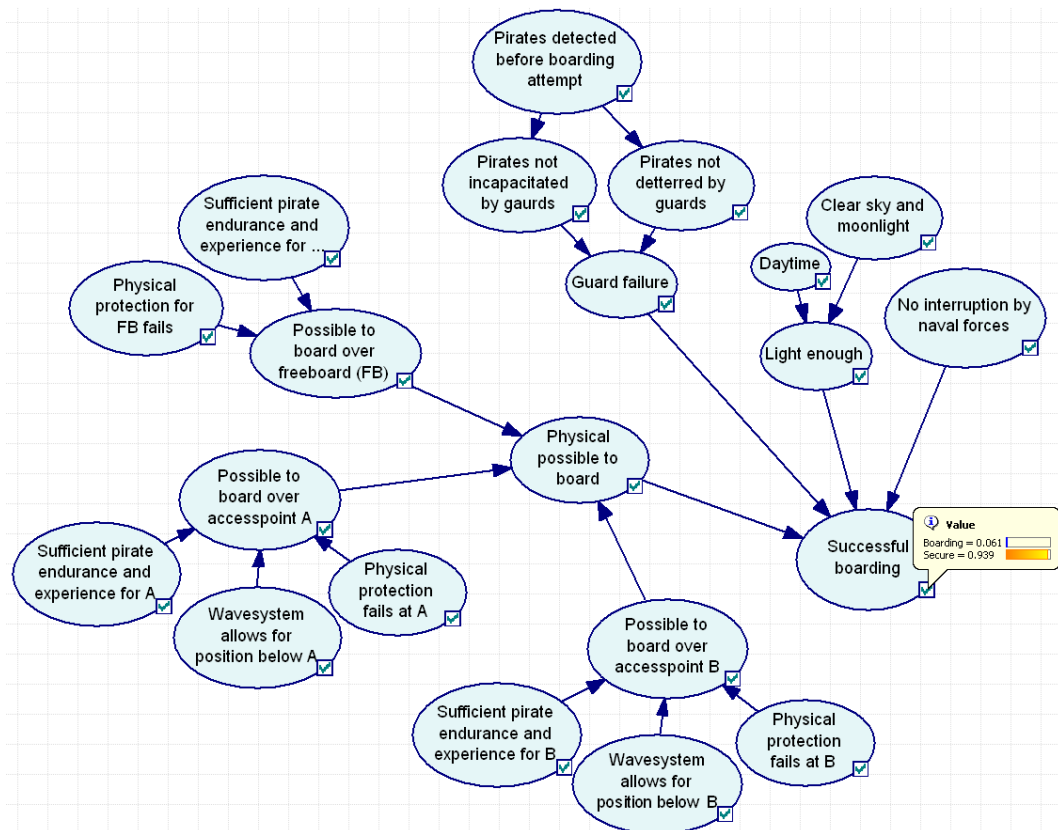 Pirates detected
before boarding
attempt
Pirates not
incapacitated
by gaurds
Pirates not
detterred by
guards
Clear sky and
moonlight
Sufficient pirate
endurance and
experience for ...
Daytime
Guard failure
Physical
protection for
FB fails
No interruption by
naval forces
Possible to
board over
freeboard (FB)
Light enough
Physical
possible to
board
Possible to
board over
accesspoint A
Value
Boarding = 0.061
Secure = 0.939
Successful
boarding
Sufficient pirate
endurance and
experience for A
Physical
protection
fails at A
Wavesystem
allows for
position below A
Possible to
board over
accesspoint B
Sufficient pirate
endurance and
experience for B
Physical
protection
fails at B
Wavesystem
allows for
position below B